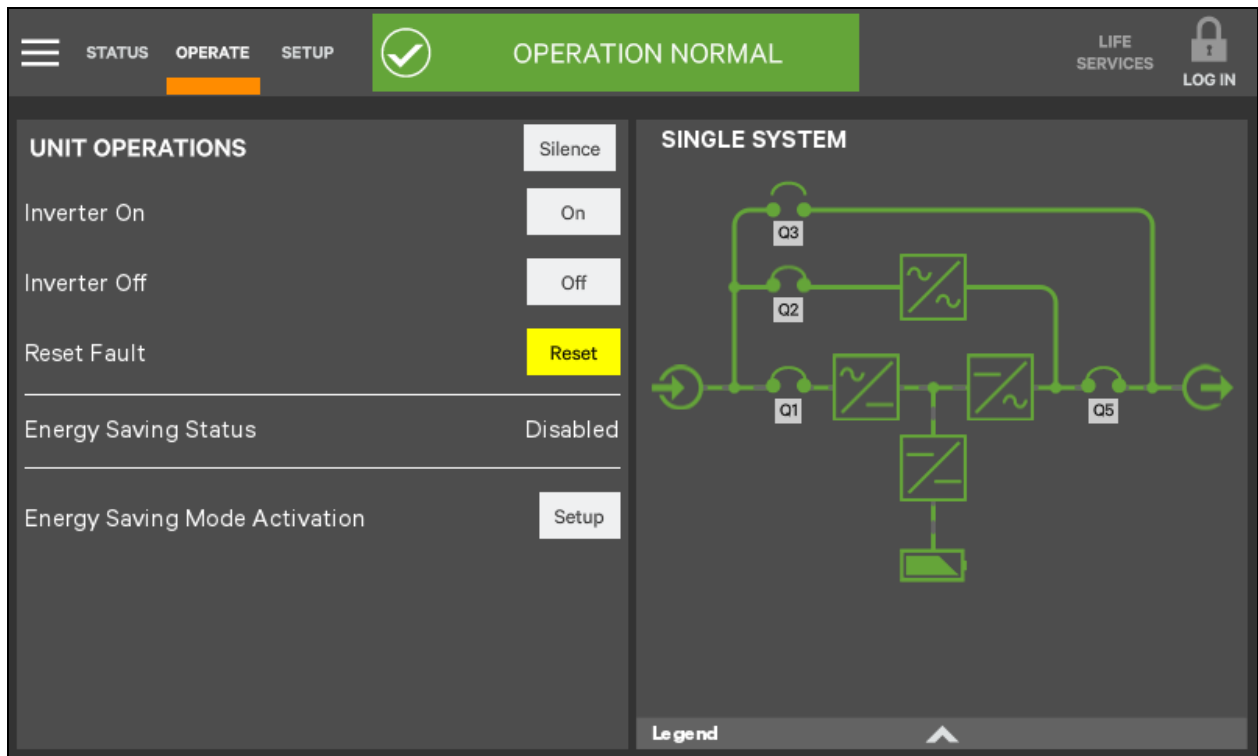 STATUS OPERATE SETUP OPERATION NORMAL LIFE SERVICES LOG IN
UNIT OPERATIONS Silence
Inverter On On
Inverter Off Off
Reset Fault Reset
Energy Saving Status Disabled
Energy Saving Mode Activation Setup
SINGLE SYSTEM
Q3
Q2
Q1 Q5
Legend